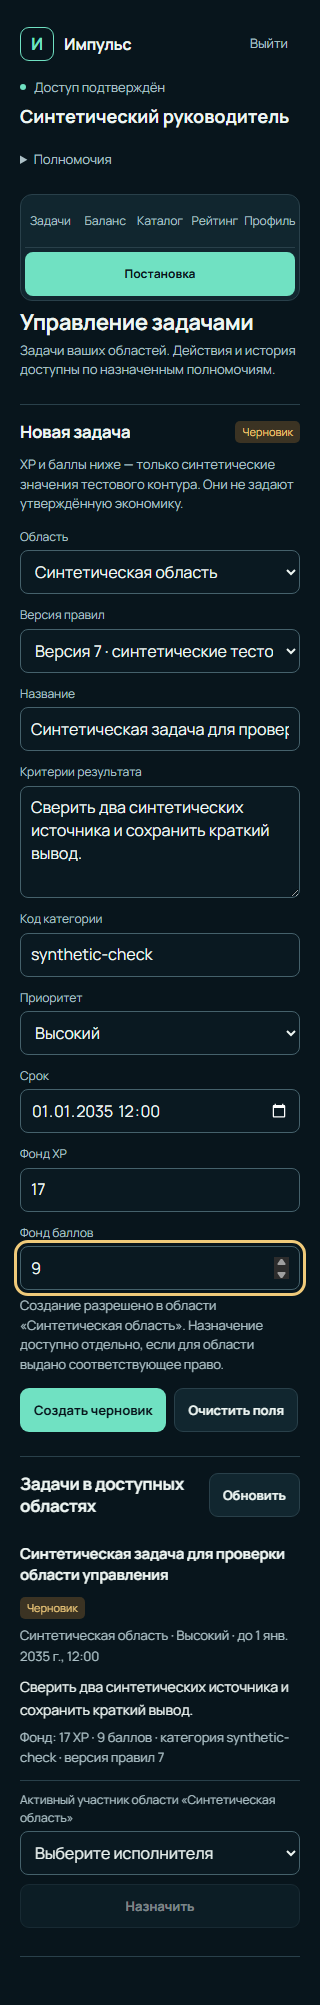 И Импульс Выйти
Доступ подтверждён
Синтетический руководитель
Полномочия
Задачи Баланс Каталог Рейтинг Профиль
Постановка
Управление задачами
Задачи ваших областей. Действия и история
доступны по назначенным полномочиям.
Новая задача Черновик
XP и баллы ниже — только синтетические
значения тестового контура. Они не задают
утверждённую экономику.
Область
Синтетическая область
Версия правил
Версия 7 · синтетические тесто
Название
Синтетическая задача для провер
Критерии результата
Сверить два синтетических
источника и сохранить краткий
вывод.
Код категории
synthetic-check
Приоритет
Высокий
Срок
01.01.2035 12:00
Фонд XP
17
Фонд баллов
9
Создание разрешено в области
«Синтетическая область». Назначение
доступно отдельно, если для области
выдано соответствующее право.
Создать черновик Очистить поля
Задачи в доступных
областях
Обновить
Синтетическая задача для проверки
области управления
Черновик
Синтетическая область · Высокий · до 1 янв.
2035 г., 12:00
Сверить два синтетических источника и
сохранить краткий вывод.
Фонд: 17 XP · 9 баллов · категория synthetic-
check · версия правил 7
Активный участник области «Синтетическая
область»
Выберите исполнителя
Назначить